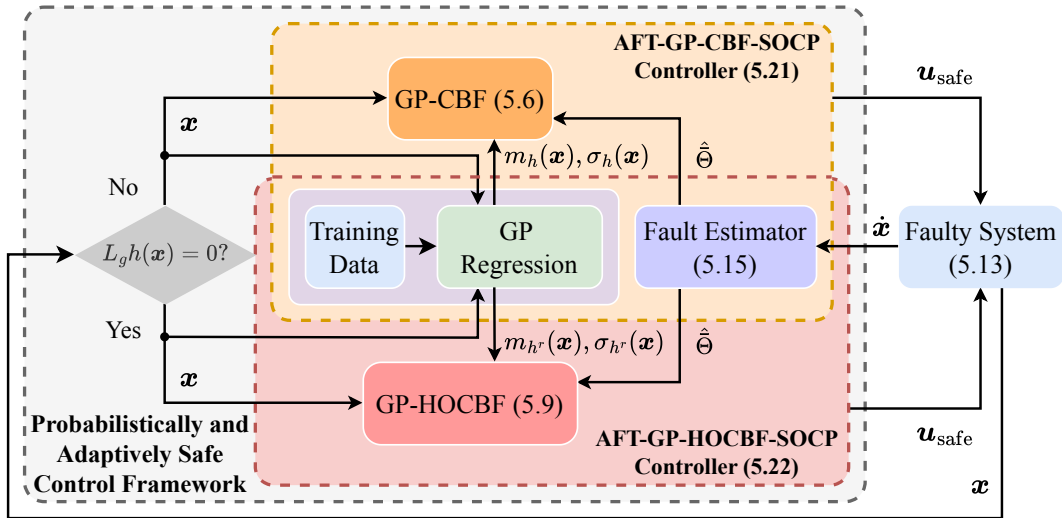 AFT-GP-CBF-SOCP
Controller (5.21)
GP-CBF (5.6)
𝒙
𝒖safe
m_h(𝒙), σ_h(𝒙)
Θ̄̂
No
L_g h(𝒙) = 0?
Training
Data
GP
Regression
Fault Estimator
(5.15)
𝒙̇
Faulty System
(5.13)
Yes
m_{h^r}(𝒙), σ_{h^r}(𝒙)
Θ̄̂
𝒙
GP-HOCBF (5.9)
Probabilistically and
Adaptively Safe
Control Framework
AFT-GP-HOCBF-SOCP
Controller (5.22)
𝒖safe
𝒙